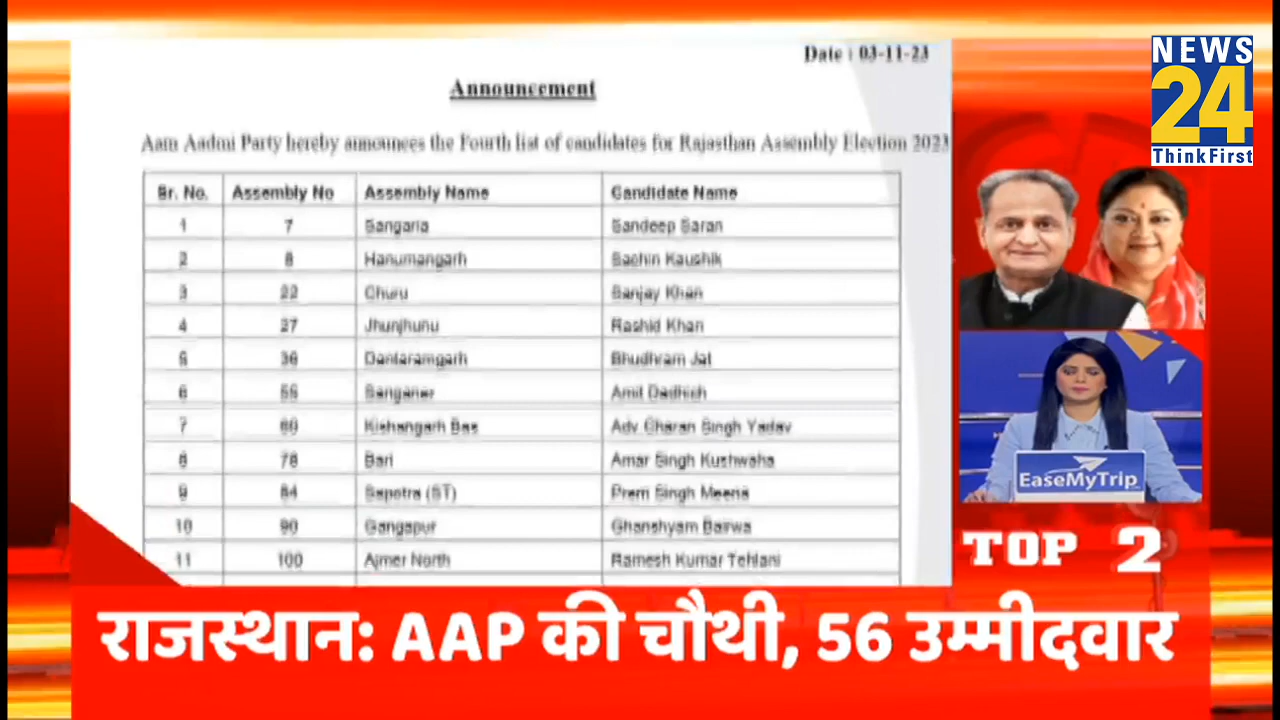 NEWS
24
ThinkFirst
Date : 03-11-23
Announcement
Aam Aadmi Party hereby announces the Fourth list of candidates for Rajasthan Assembly Election 2023
Sr. No. Assembly No Assembly Name Candidate Name
1 7 Sangaria Sandeep Saran
2 8 Hanumangarh Sachin Kaushik
3 22 Churu Sanjay Khan
4 27 Jhunjhunu Rashid Khan
5 36 Dantaramgarh Bhudhram Jat
6 55 Sanganer Amit Dadhich
7 60 Kishangarh Bas Adv Charan Singh Yadav
8 78 Bari Amar Singh Kushwaha
9 84 Sapotra (ST) Prem Singh Meena
10 90 Gangapur Ghanshyam Bairwa
11 100 Ajmer North Ramesh Kumar Tehlani
EaseMyTrip
TOP 2
राजस्थान: AAP की चौथी, 56 उम्मीदवार